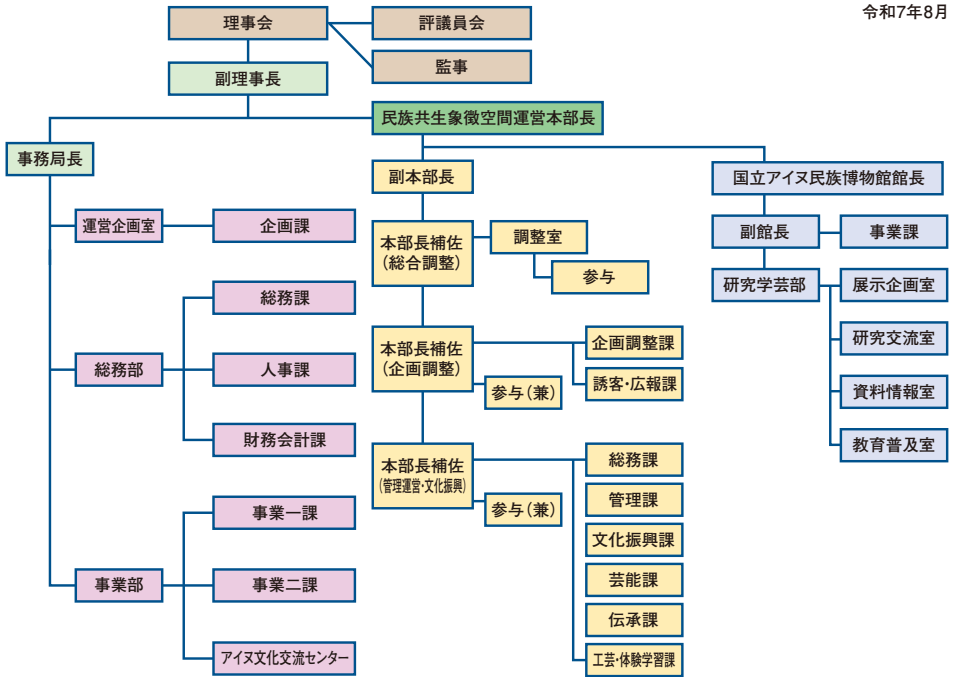 令和7年8月
理事会
評議員会
監事
副理事長
民族共生象徴空間運営本部長
事務局長
運営企画室
企画課
総務部
総務課
人事課
財務会計課
事業部
事業一課
事業二課
アイヌ文化交流センター
副本部長
本部長補佐
(総合調整)
調整室
参与
本部長補佐
(企画調整)
参与(兼)
企画調整課
誘客・広報課
本部長補佐
(管理運営・文化振興)
参与(兼)
総務課
管理課
文化振興課
芸能課
伝承課
工芸・体験学習課
国立アイヌ民族博物館館長
副館長
事業課
研究学芸部
展示企画室
研究交流室
資料情報室
教育普及室